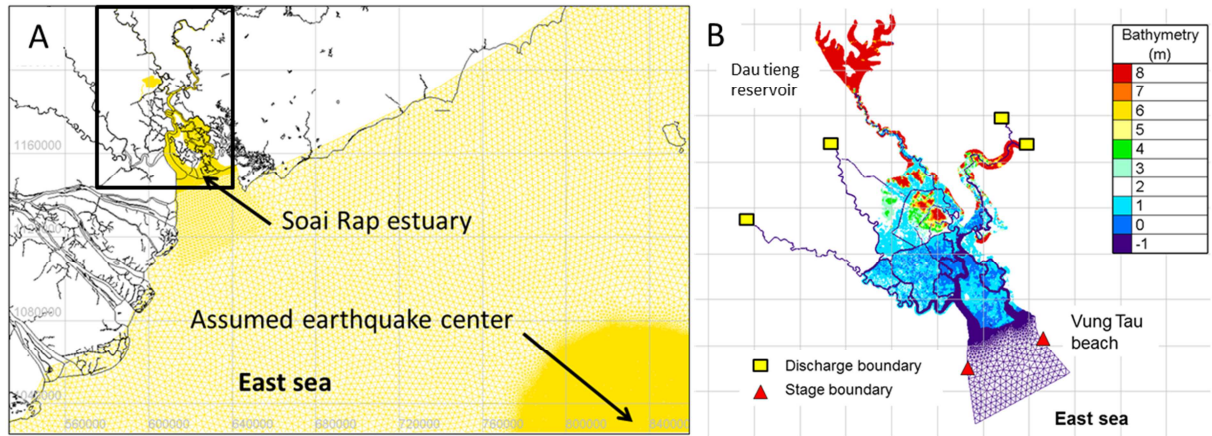 A
1160000
Soai Rap estuary
Assumed earthquake center
1080000
East sea
1040000
560000
600000
640000
680000
720000
760000
800000
840000
B
Dau tieng
reservoir
Bathymetry
(m)
8
7
6
5
4
3
2
1
0
-1
Vung Tau
beach
Discharge boundary
Stage boundary
East sea